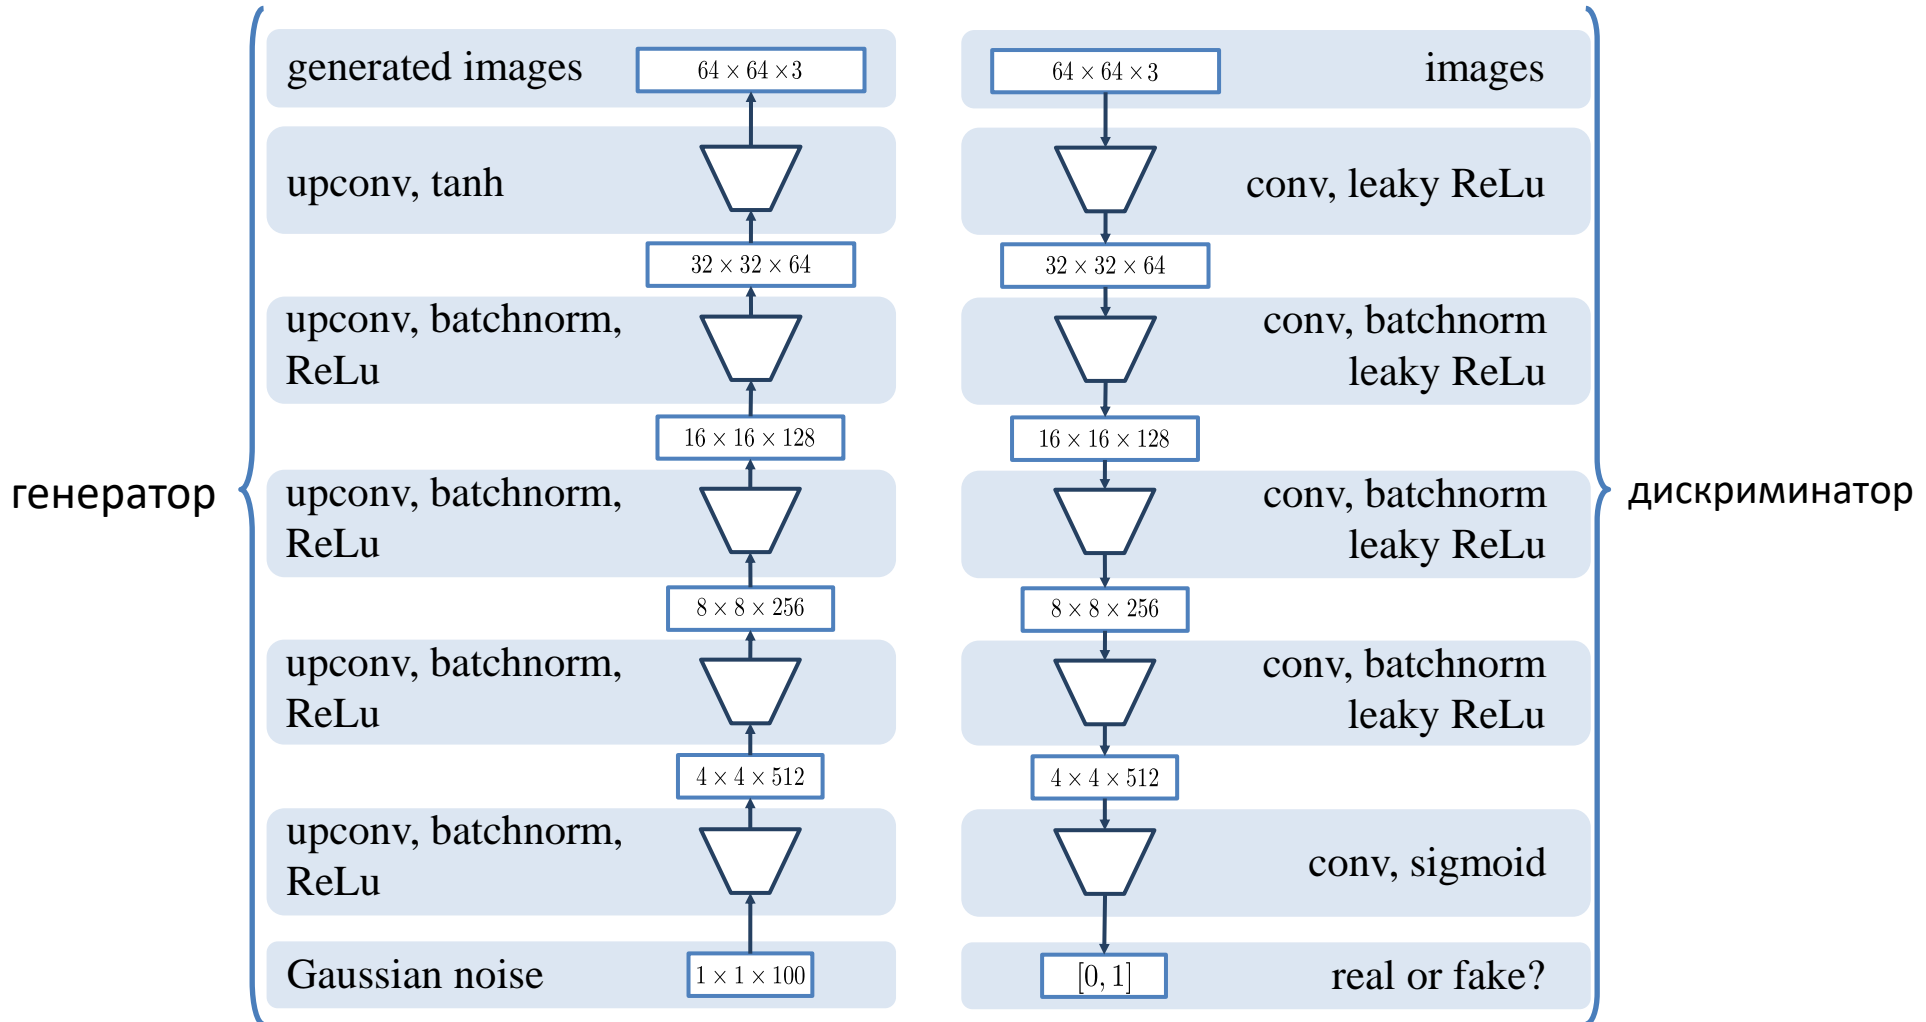 генератор
generated images
64 × 64 × 3
upconv, tanh
32 × 32 × 64
upconv, batchnorm,
ReLu
16 × 16 × 128
upconv, batchnorm,
ReLu
8 × 8 × 256
upconv, batchnorm,
ReLu
4 × 4 × 512
upconv, batchnorm,
ReLu
Gaussian noise
1 × 1 × 100
64 × 64 × 3
images
conv, leaky ReLu
32 × 32 × 64
conv, batchnorm
leaky ReLu
16 × 16 × 128
conv, batchnorm
leaky ReLu
8 × 8 × 256
conv, batchnorm
leaky ReLu
4 × 4 × 512
conv, sigmoid
[0, 1]
real or fake?
дискриминатор